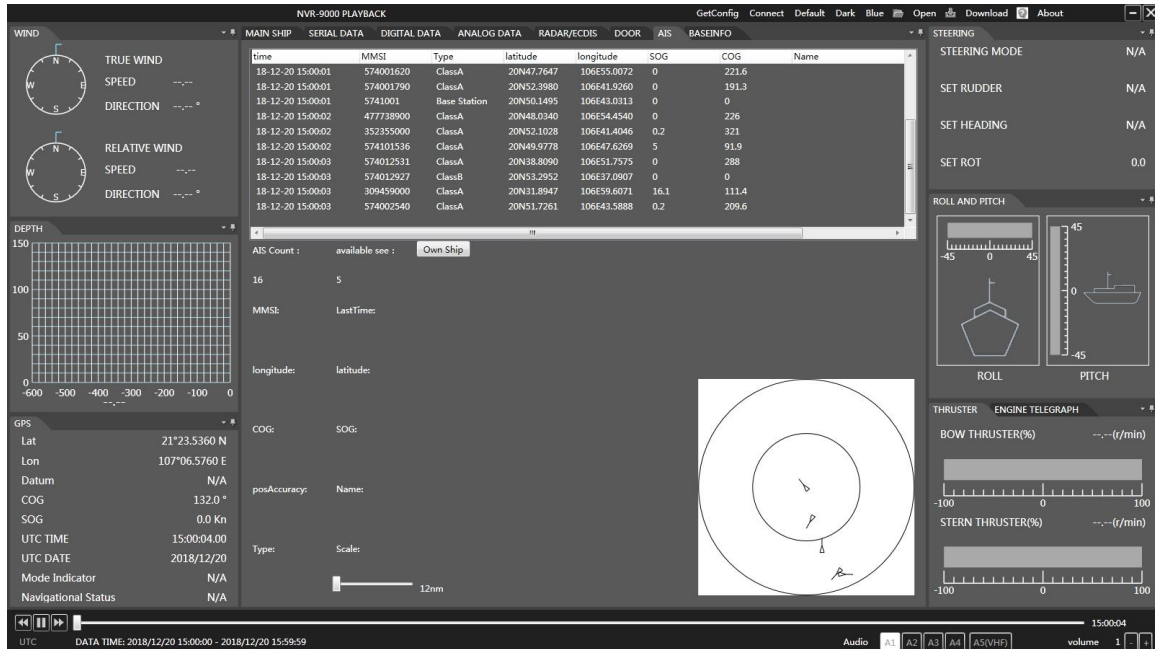 NVR-9000 PLAYBACK
GetConfig Connect Default Dark Blue Open Download About
WIND
TRUE WIND
SPEED --.--
DIRECTION --.-- °
N
W E
S
RELATIVE WIND
SPEED --.--
DIRECTION --.-- °
N
W E
S
DEPTH
150
100
50
0
-600 -500 -400 -300 -200 -100 0
--.--
GPS
Lat 21°23.5360 N
Lon 107°06.5760 E
Datum N/A
COG 132.0 °
SOG 0.0 Kn
UTC TIME 15:00:04.00
UTC DATE 2018/12/20
Mode Indicator N/A
Navigational Status N/A
MAIN SHIP SERIAL DATA DIGITAL DATA ANALOG DATA RADAR/ECDIS DOOR AIS BASEINFO
time MMSI Type latitude longitude SOG COG Name
18-12-20 15:00:01 574001620 ClassA 20N47.7647 106E55.0072 0 221.6
18-12-20 15:00:01 574001790 ClassA 20N52.3980 106E41.9260 0 191.3
18-12-20 15:00:01 5741001 Base Station 20N50.1495 106E43.0313 0 0
18-12-20 15:00:02 477738900 ClassA 20N48.0340 106E54.4540 0 226
18-12-20 15:00:02 352355000 ClassA 20N52.1028 106E41.4046 0.2 321
18-12-20 15:00:02 574101536 ClassA 20N49.9778 106E47.6269 5 91.9
18-12-20 15:00:03 574012531 ClassA 20N38.8090 106E51.7575 0 288
18-12-20 15:00:03 574012927 ClassB 20N53.2952 106E37.0907 0 0
18-12-20 15:00:03 309459000 ClassA 20N31.8947 106E59.6071 16.1 111.4
18-12-20 15:00:03 574002540 ClassA 20N51.7261 106E43.5888 0.2 209.6
AIS Count : available see : Own Ship
16 5
MMSI: LastTime:
longitude: latitude:
COG: SOG:
posAccuracy: Name:
Type: Scale:
12nm
STEERING
STEERING MODE N/A
SET RUDDER N/A
SET HEADING N/A
SET ROT 0.0
ROLL AND PITCH
-45 0 45
45
0
-45
ROLL PITCH
THRUSTER ENGINE TELEGRAPH
BOW THRUSTER(%) --.--(r/min)
-100 0 100
STERN THRUSTER(%) --.--(r/min)
-100 0 100
15:00:04
UTC DATA TIME: 2018/12/20 15:00:00 - 2018/12/20 15:59:59 Audio A1 A2 A3 A4 A5(VHF) volume 1 - +